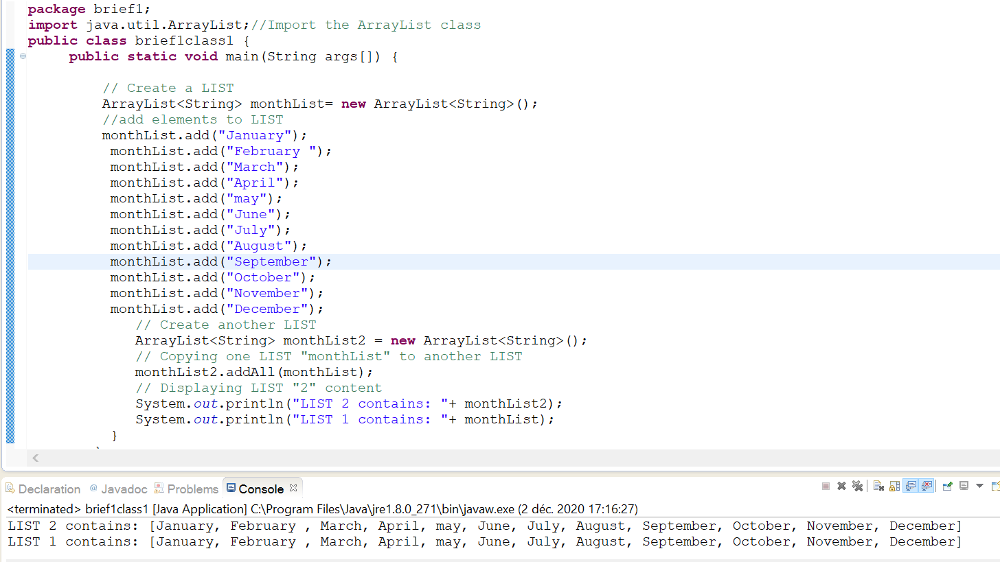 package brief1;
import java.util.ArrayList;//Import the ArrayList class
public class brief1class1 {
public static void main(String args[]) {
// Create a LIST
ArrayList<String> monthList= new ArrayList<String>();
//add elements to LIST
monthList.add("January");
monthList.add("February ");
monthList.add("March");
monthList.add("April");
monthList.add("may");
monthList.add("June");
monthList.add("July");
monthList.add("August");
monthList.add("September");
monthList.add("October");
monthList.add("November");
monthList.add("December");
// Create another LIST
ArrayList<String> monthList2 = new ArrayList<String>();
// Copying one LIST "monthList" to another LIST
monthList2.addAll(monthList);
// Displaying LIST "2" content
System.out.println("LIST 2 contains: "+ monthList2);
System.out.println("LIST 1 contains: "+ monthList);
}
Declaration @ Javadoc Problems Console
<terminated> brief1class1 [Java Application] C:\Program Files\Java\jre1.8.0_271\bin\javaw.exe (2 déc. 2020 17:16:27)
LIST 2 contains: [January, February , March, April, may, June, July, August, September, October, November, December]
LIST 1 contains: [January, February , March, April, may, June, July, August, September, October, November, December]